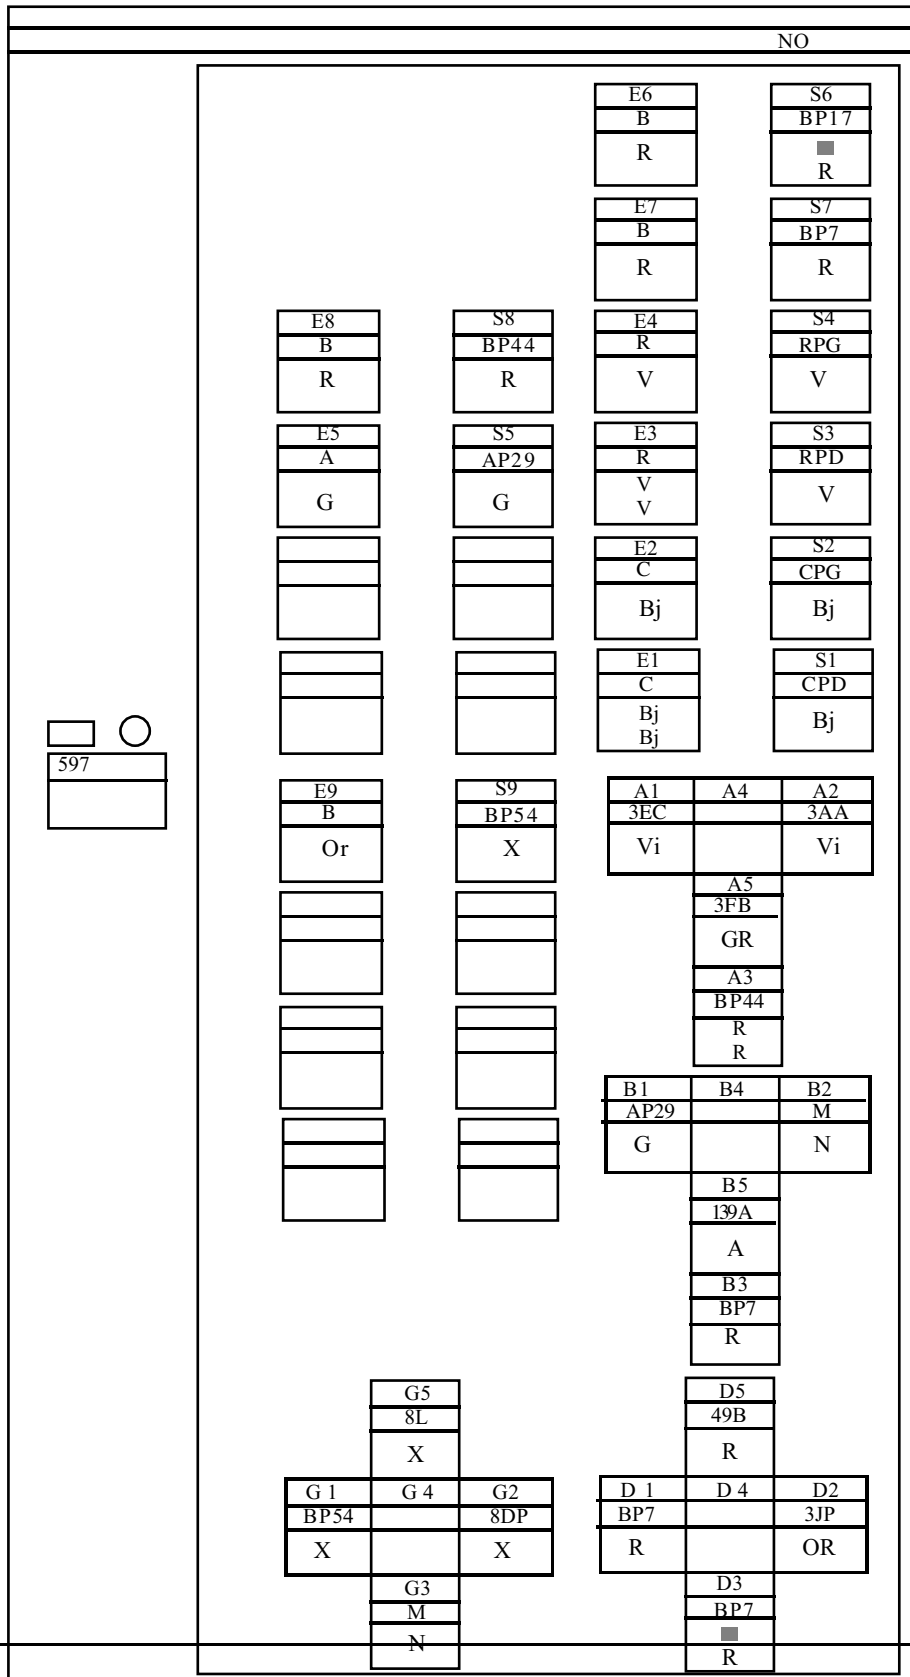 NO
E6 S6
B BP17
R
R
E7 S7
B BP7
R R
E8 S8 E4 S4
B BP44 R RPG
R R V V
E5 S5 E3 S3
A AP29 R RPD
G G V V
V
E2 S2
C CPG
Bj Bj
E1 S1
C CPD
Bj Bj
Bj
597
E9 S9 A1 A4 A2
B BP54 3EC 3AA
Or X Vi Vi
A5
3FB
GR
A3
BP44
R
R
B1 B4 B2
AP29 M
G N
B5
139A
A
B3
BP7
R
G5 D5
8L 49B
X R
G 1 G 4 G2 D 1 D 4 D2
BP54 8DP BP7 3JP
X X R OR
G3 D3
M BP7
N
R